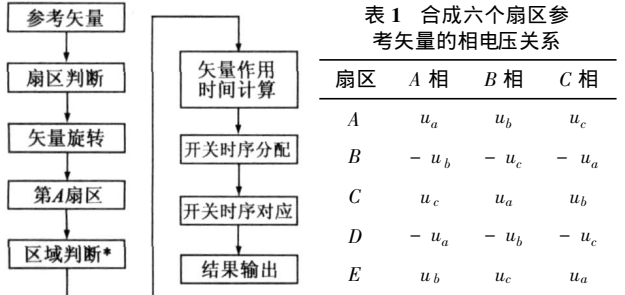 参考矢量
扇区判断
矢量旋转
第A扇区
区域判断*
矢量作用
时间计算
开关时序分配
开关时序对应
结果输出
表 1 合成六个扇区参
考矢量的相电压关系
扇区 A 相 B 相 C 相
A u_a u_b u_c
B - u_b - u_c - u_a
C u_c u_a u_b
D - u_a - u_b - u_c
E u_b u_c u_a